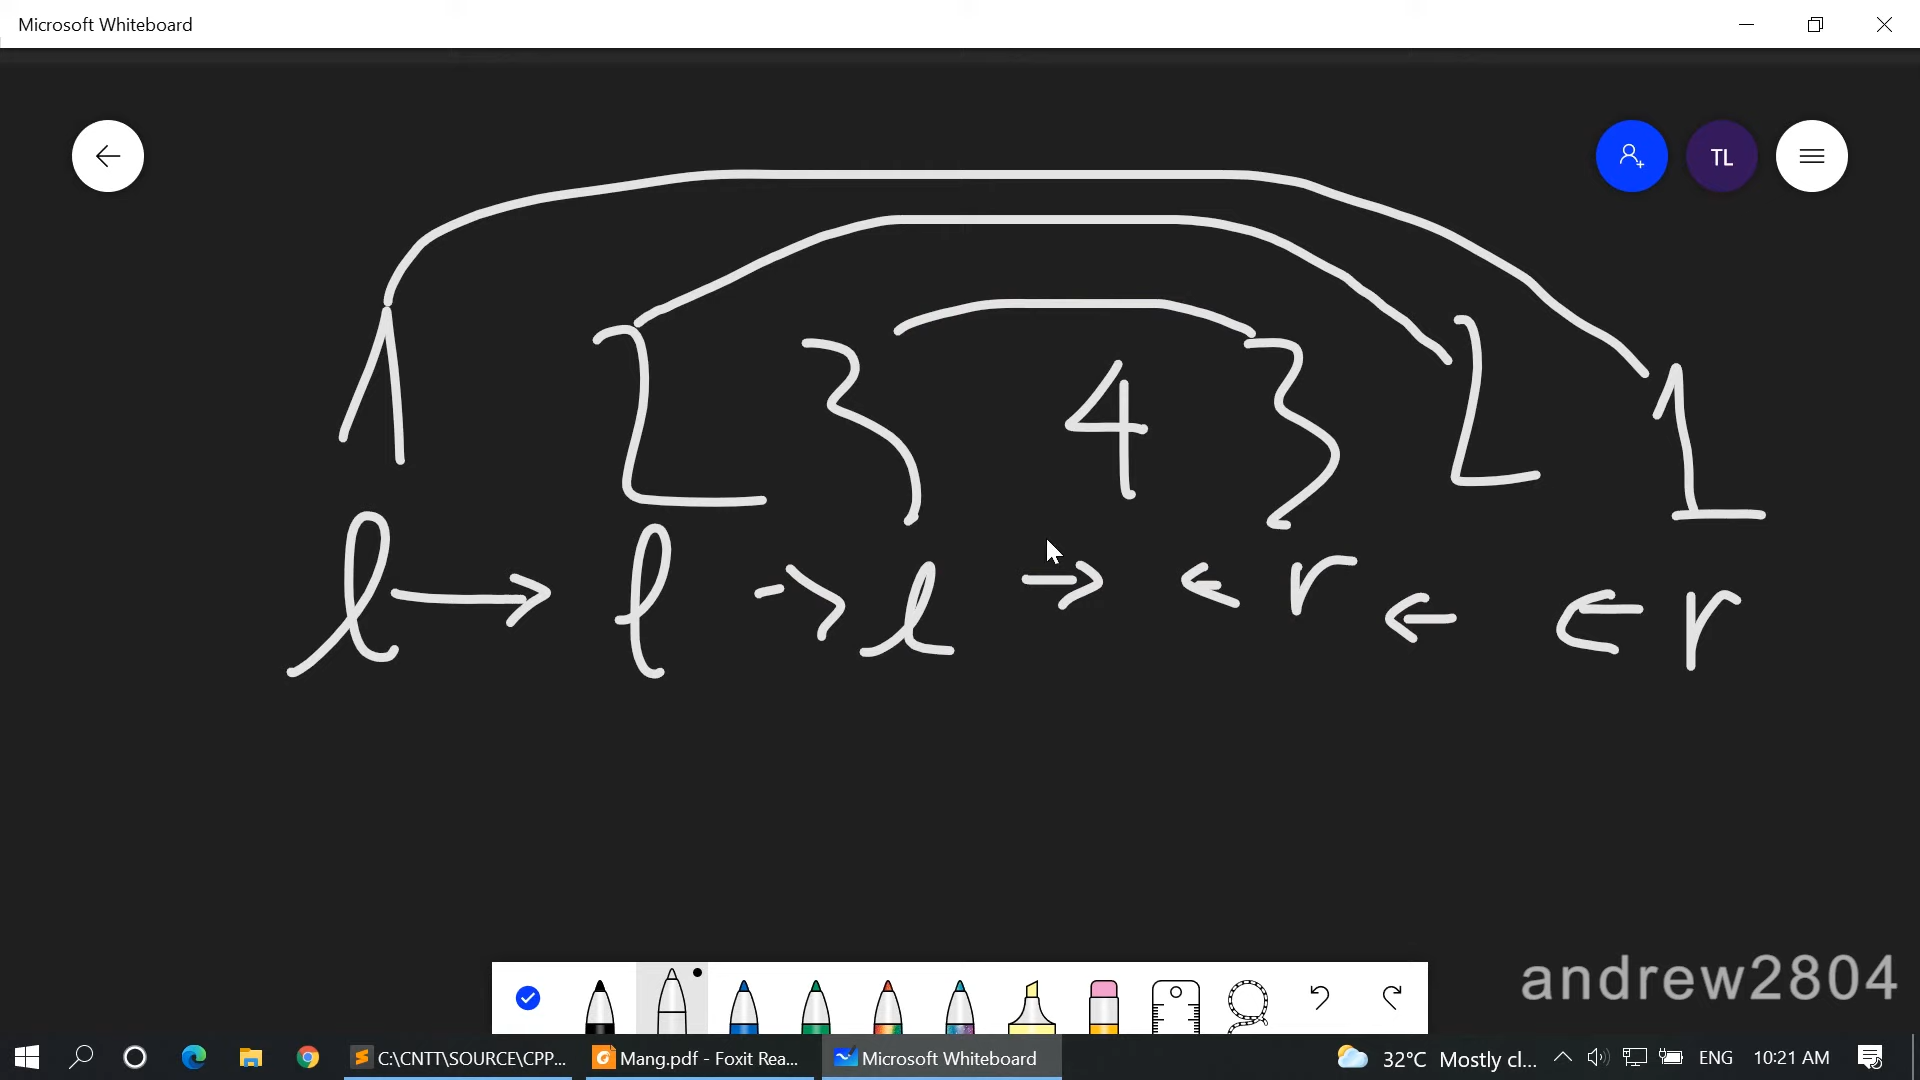 Microsoft Whiteboard
TL
1 2 3 4 3 2 1
l → l → l → ← r ← ← r
andrew2804
C:\CNTT\SOURCE\CPP... Mang.pdf - Foxit Rea... Microsoft Whiteboard 32°C Mostly cl... ENG 10:21 AM